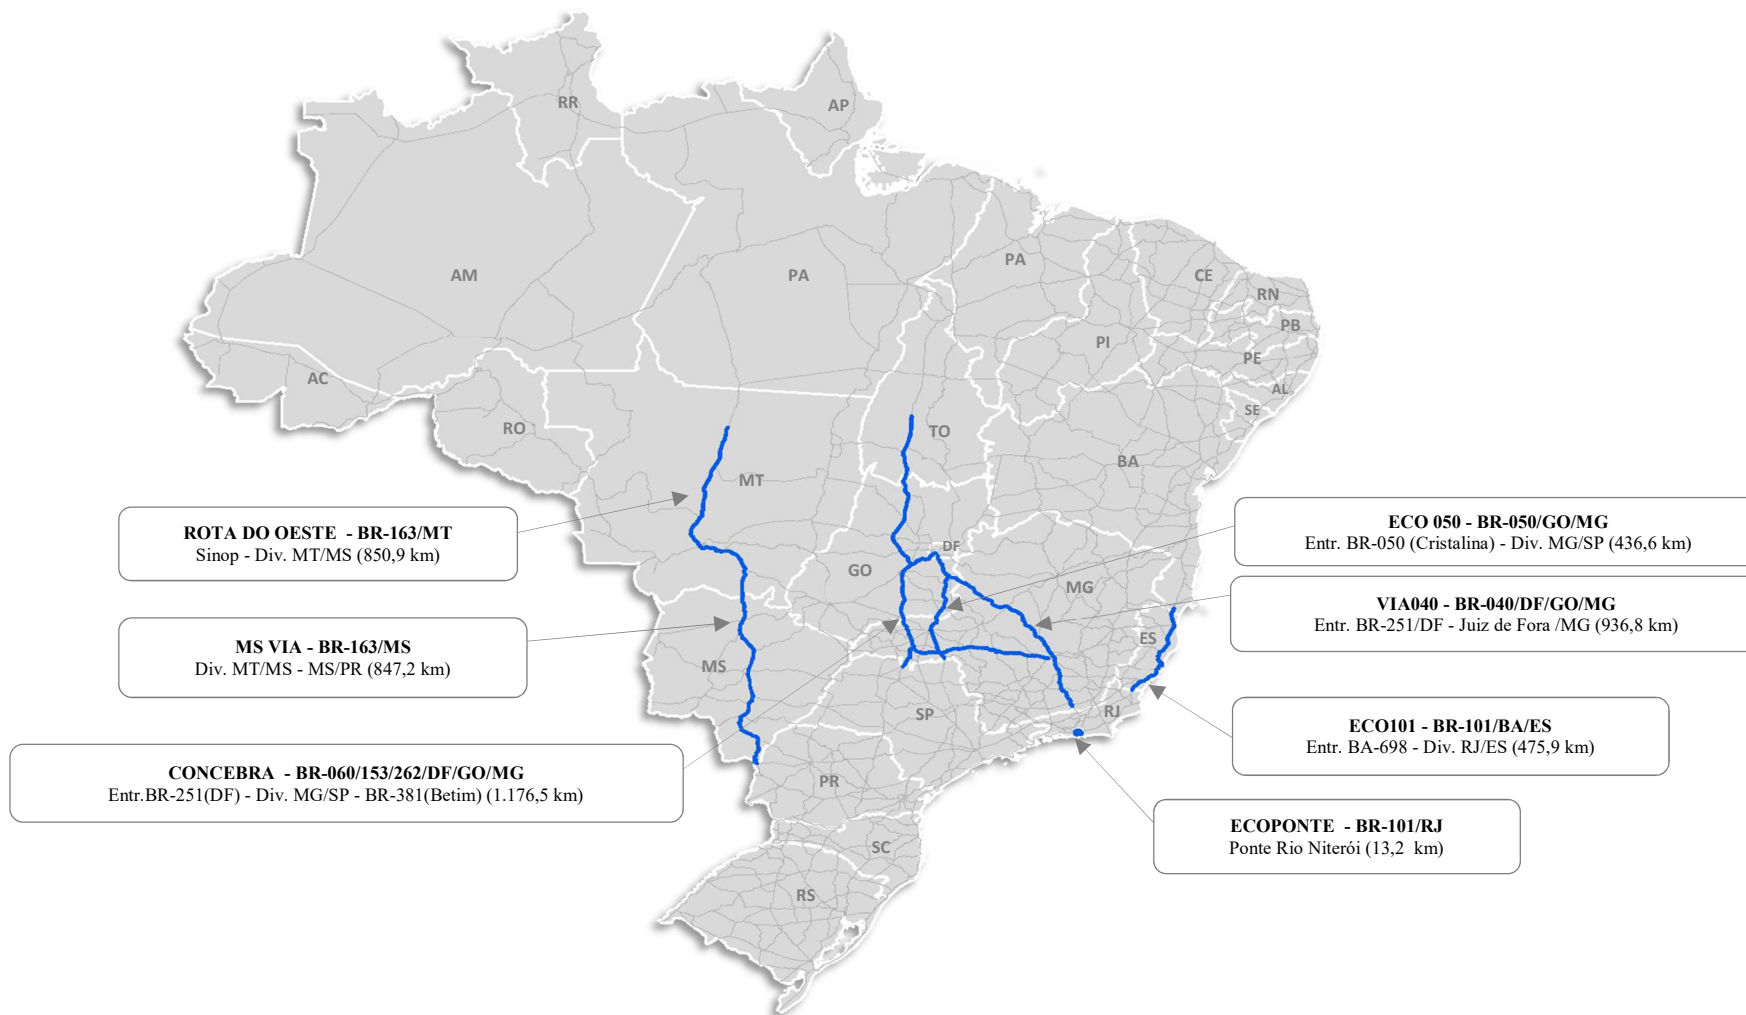 RR
AP
AM
PA
PA
CE
RN
PB
PE
AL
SE
PI
AC
RO
TO
BA
MT
DF
GO
MG
ES
MS
SP
RJ
PR
SC
RS
ROTA DO OESTE - BR-163/MT
Sinop - Div. MT/MS (850,9 km)
MS VIA - BR-163/MS
Div. MT/MS - MS/PR (847,2 km)
CONCEBRA - BR-060/153/262/DF/GO/MG
Entr.BR-251(DF) - Div. MG/SP - BR-381(Betim) (1.176,5 km)
ECO 050 - BR-050/GO/MG
Entr. BR-050 (Cristalina) - Div. MG/SP (436,6 km)
VIA040 - BR-040/DF/GO/MG
Entr. BR-251/DF - Juiz de Fora /MG (936,8 km)
ECO101 - BR-101/BA/ES
Entr. BA-698 - Div. RJ/ES (475,9 km)
ECOPONTE - BR-101/RJ
Ponte Rio Niterói (13,2 km)